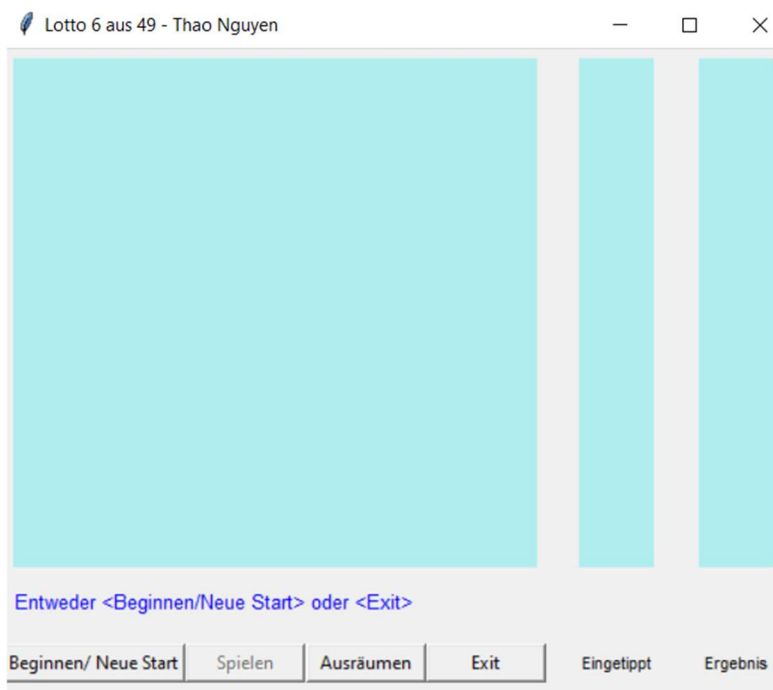 Lotto 6 aus 49 - Thao Nguyen
Entweder <Beginnen/Neue Start> oder <Exit>
Beginnen/ Neue Start Spielen Ausräumen Exit Eingetippt Ergebnis